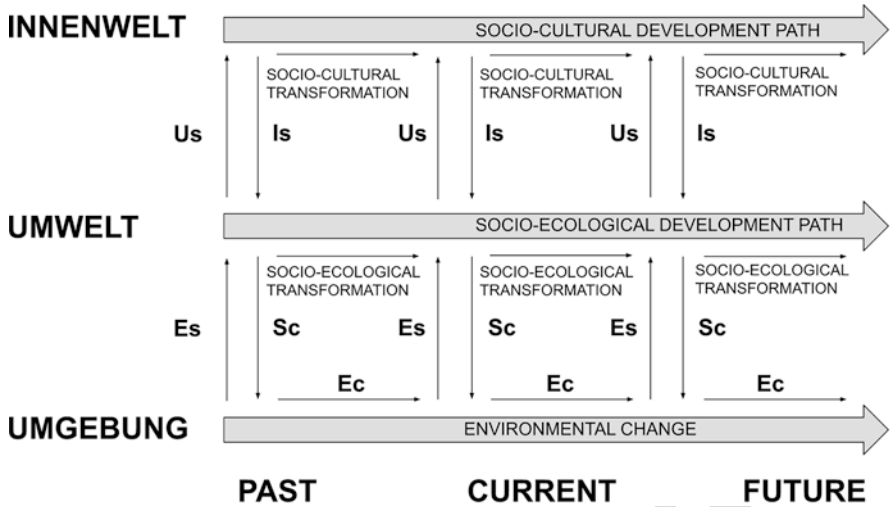 INNENWELT
SOCIO-CULTURAL DEVELOPMENT PATH
SOCIO-CULTURAL
TRANSFORMATION
SOCIO-CULTURAL
TRANSFORMATION
SOCIO-CULTURAL
TRANSFORMATION
Us
Is
Us
Is
Us
Is
UMWELT
SOCIO-ECOLOGICAL DEVELOPMENT PATH
SOCIO-ECOLOGICAL
TRANSFORMATION
SOCIO-ECOLOGICAL
TRANSFORMATION
SOCIO-ECOLOGICAL
TRANSFORMATION
Es
Sc
Es
Sc
Es
Sc
Ec
Ec
Ec
UMGEBUNG
ENVIRONMENTAL CHANGE
PAST
CURRENT
FUTURE